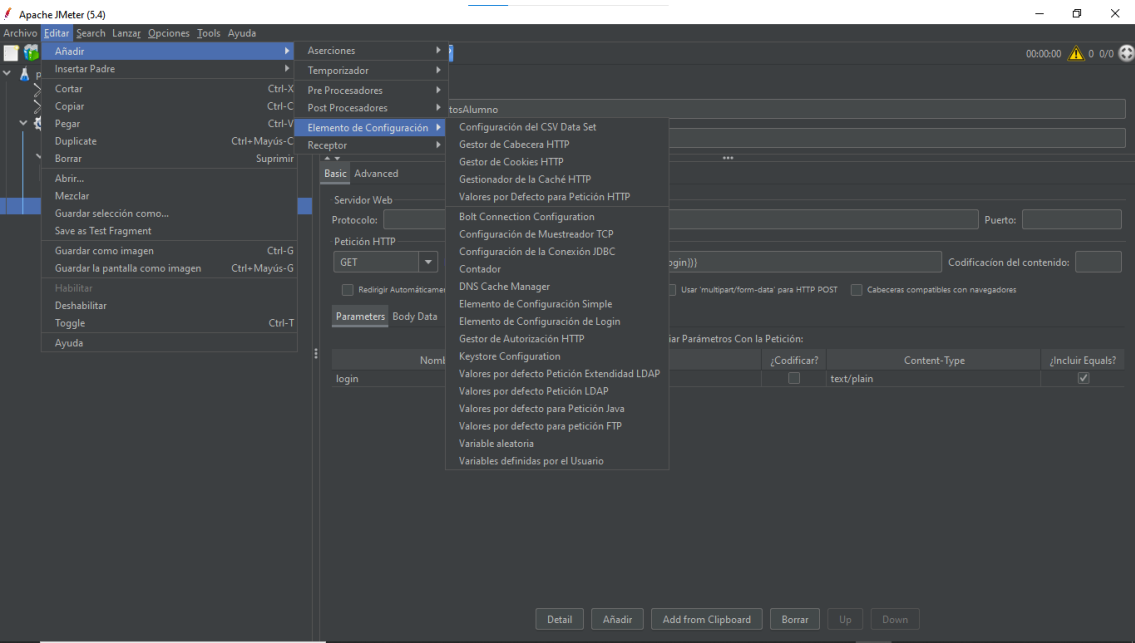 Apache JMeter (5.4)
Archivo Editar Search Lanzar Opciones Tools Ayuda
00:00:00 0 0/0
Añadir
Insertar Padre
Cortar Ctrl-X
Copiar Ctrl-C
Pegar Ctrl-V
Duplicate Ctrl+Mayús-C
Borrar Suprimir
Abrir...
Mezclar
Guardar selección como...
Save as Test Fragment
Guardar como imagen Ctrl-G
Guardar la pantalla como imagen Ctrl+Mayús-G
Habilitar
Deshabilitar
Toggle Ctrl-T
Ayuda
Aserciones
Temporizador
Pre Procesadores
Post Procesadores
Elemento de Configuración
Receptor
Configuración del CSV Data Set
Gestor de Cabecera HTTP
Gestor de Cookies HTTP
Gestionador de la Caché HTTP
Valores por Defecto para Petición HTTP
Bolt Connection Configuration
Configuración de Muestreador TCP
Configuración de la Conexión JDBC
Contador
DNS Cache Manager
Elemento de Configuración Simple
Elemento de Configuración de Login
Gestor de Autorización HTTP
Keystore Configuration
Valores por defecto Petición Extendidad LDAP
Valores por defecto Petición LDAP
Valores por defecto para Petición Java
Valores por defecto para petición FTP
Variable aleatoria
Variables definidas por el Usuario
tosAlumno
Basic Advanced
Servidor Web
Protocolo: Puerto:
Petición HTTP
GET ogin})} Codificacíon del contenido:
Redirigir Automáticamen Usar 'multipart/form-data' para HTTP POST Cabeceras compatibles con navegadores
Parameters Body Data
iar Parámetros Con la Petición:
Nomb ¿Codificar? Content-Type ¿Incluir Equals?
login text/plain
Detail Añadir Add from Clipboard Borrar Up Down